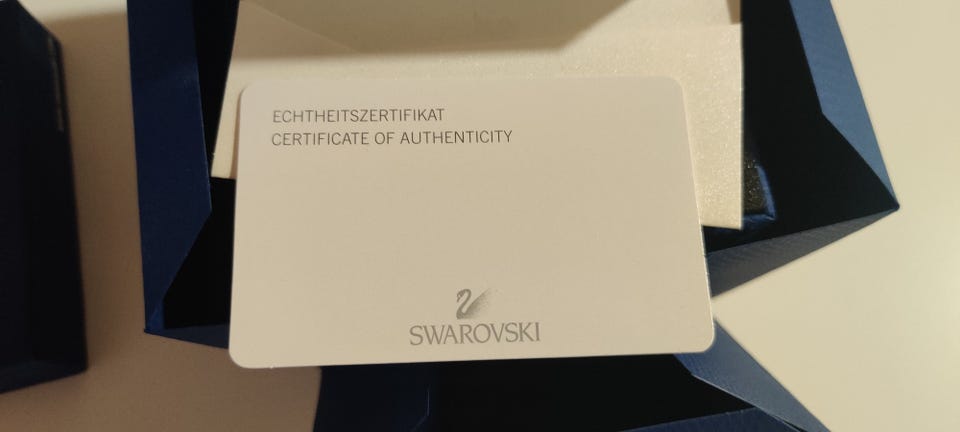 ECHTHEITSZERTIFIKAT
CERTIFICATE OF AUTHENTICITY
SWAROVSKI